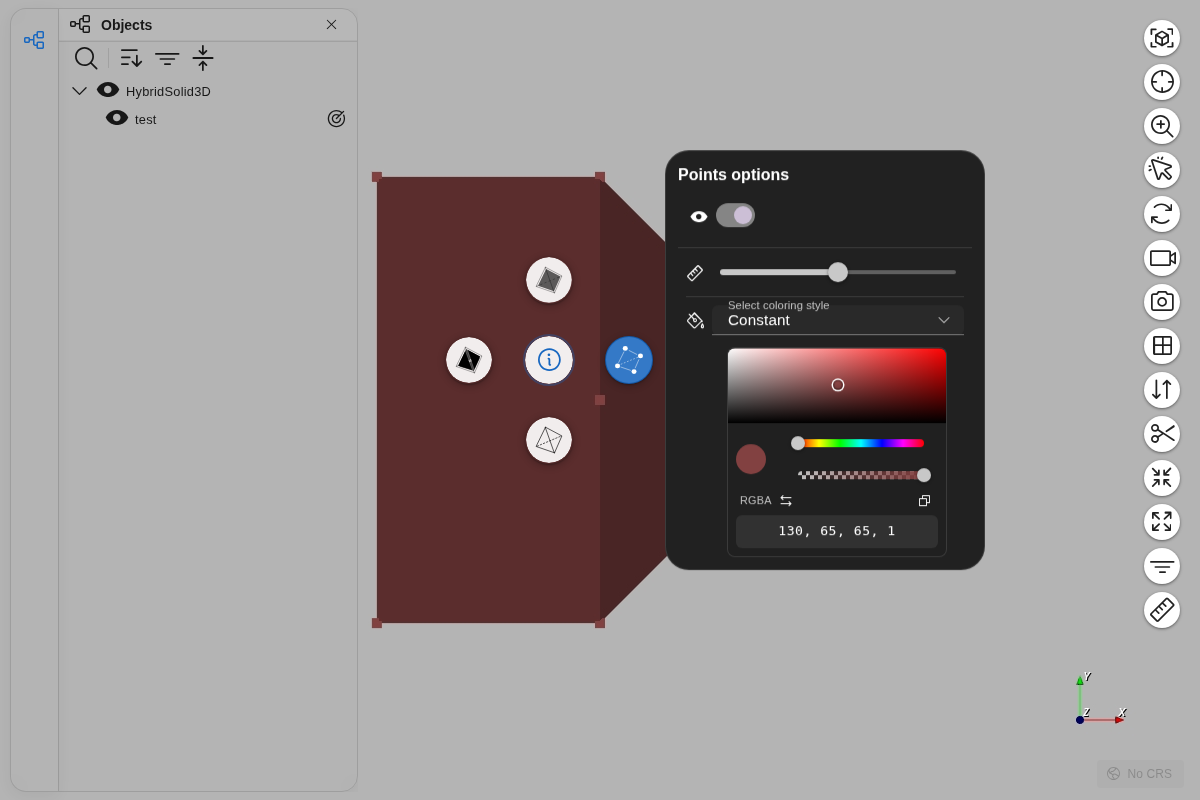 Objects
HybridSolid3D
test
Points options
Select coloring style
Constant
RGBA
130, 65, 65, 1
Y
Z
X
No CRS